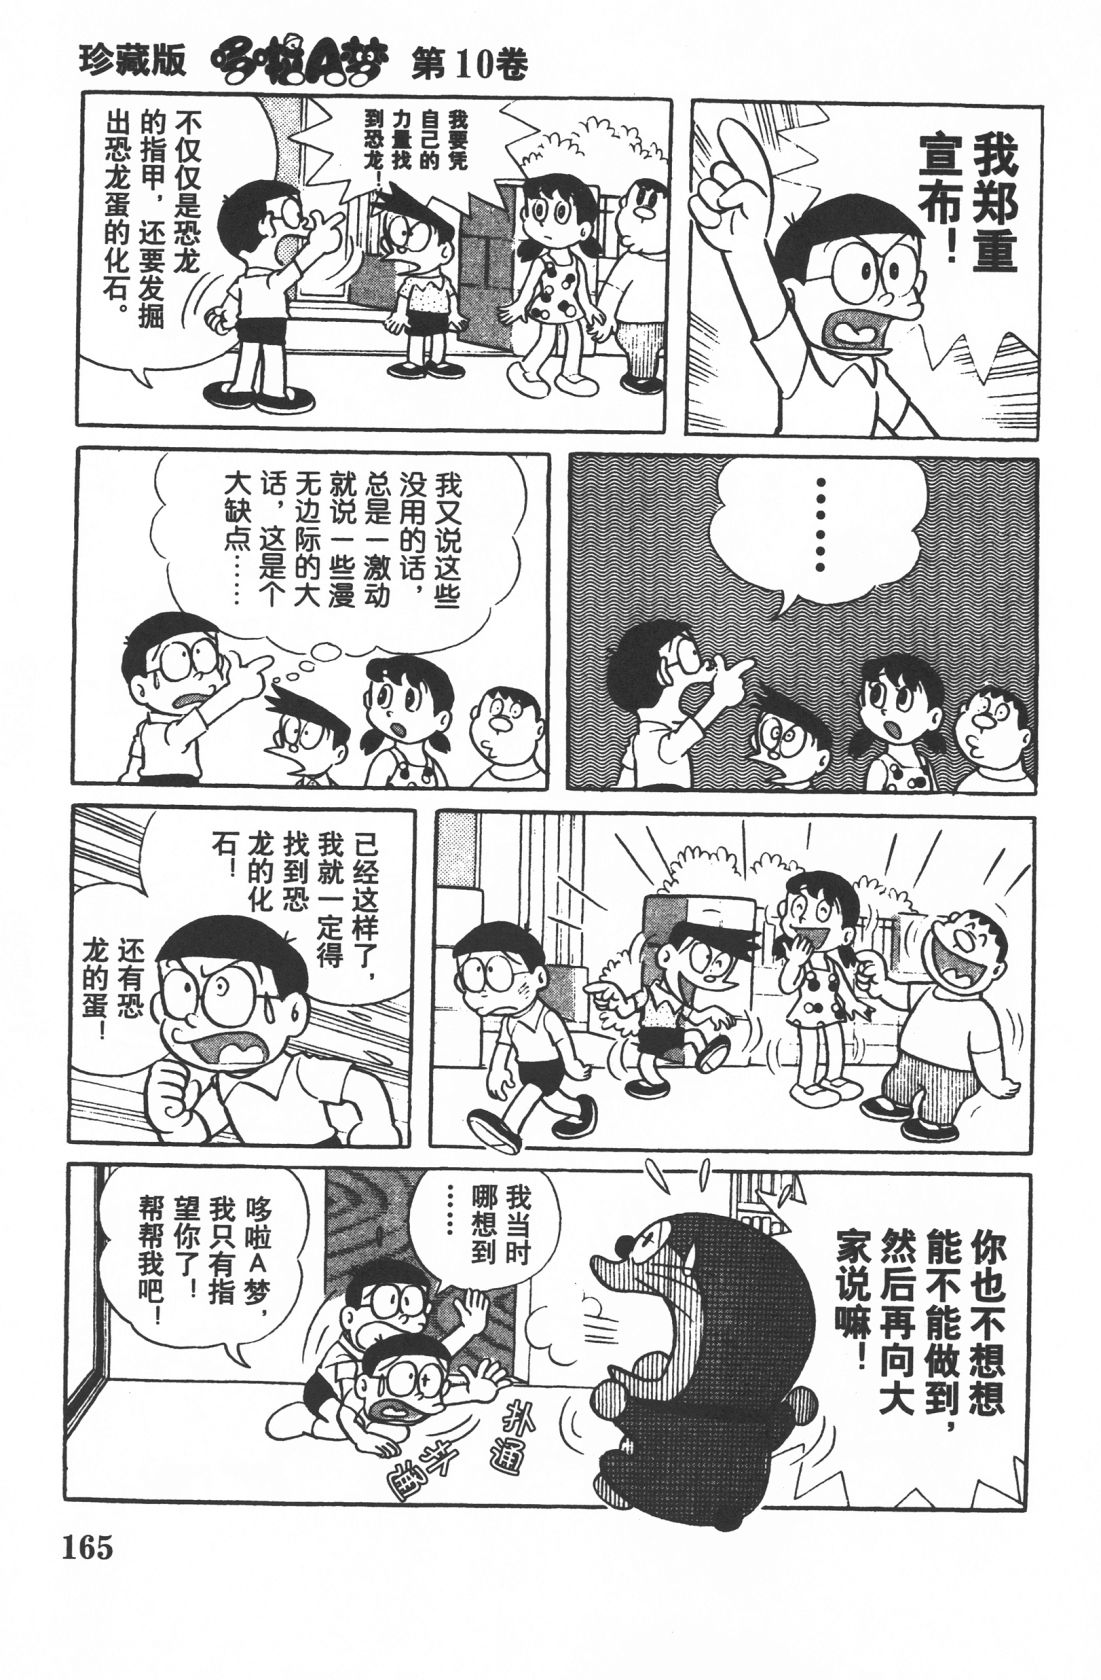 珍藏版 哆啦A梦 第10卷
我郑重
宣布！
我要凭
自己的
力量找
到恐龙！
不仅仅是恐龙
的指甲，还要发掘
出恐龙蛋的化石。
……
我又说这些
没用的话，
总是一激动
就说一些漫
无边际的大
话，这是个
大缺点……
已经这样了，
我就一定得
找到恐
龙的化
石！
还有恐
龙的蛋！
你也不想想
能不能做到，
然后再向大
家说嘛！
我当时
哪想到
……
哆啦A梦，
我只有指
望你了！
帮帮我吧！
扑通
扑通
165